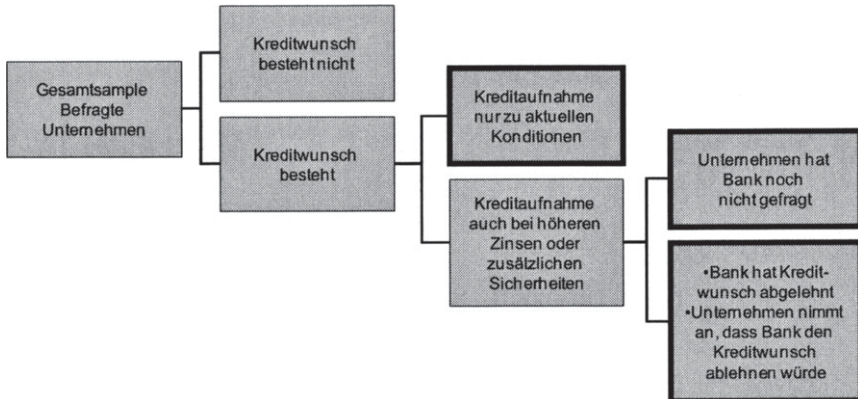 Gesamtsample
Befragte
Unternehmen
Kreditwunsch
besteht nicht
Kreditwunsch
besteht
Kreditaufnahme
nur zu aktuellen
Konditionen
Kreditaufnahme
auch bei höheren
Zinsen oder
zusätzlichen
Sicherheiten
Unternehmen hat
Bank noch
nicht gefragt
•Bank hat Kredit-
wunsch abgelehnt
•Unternehmen nimmt
an, dass Bank den
Kreditwunsch
ablehnen würde